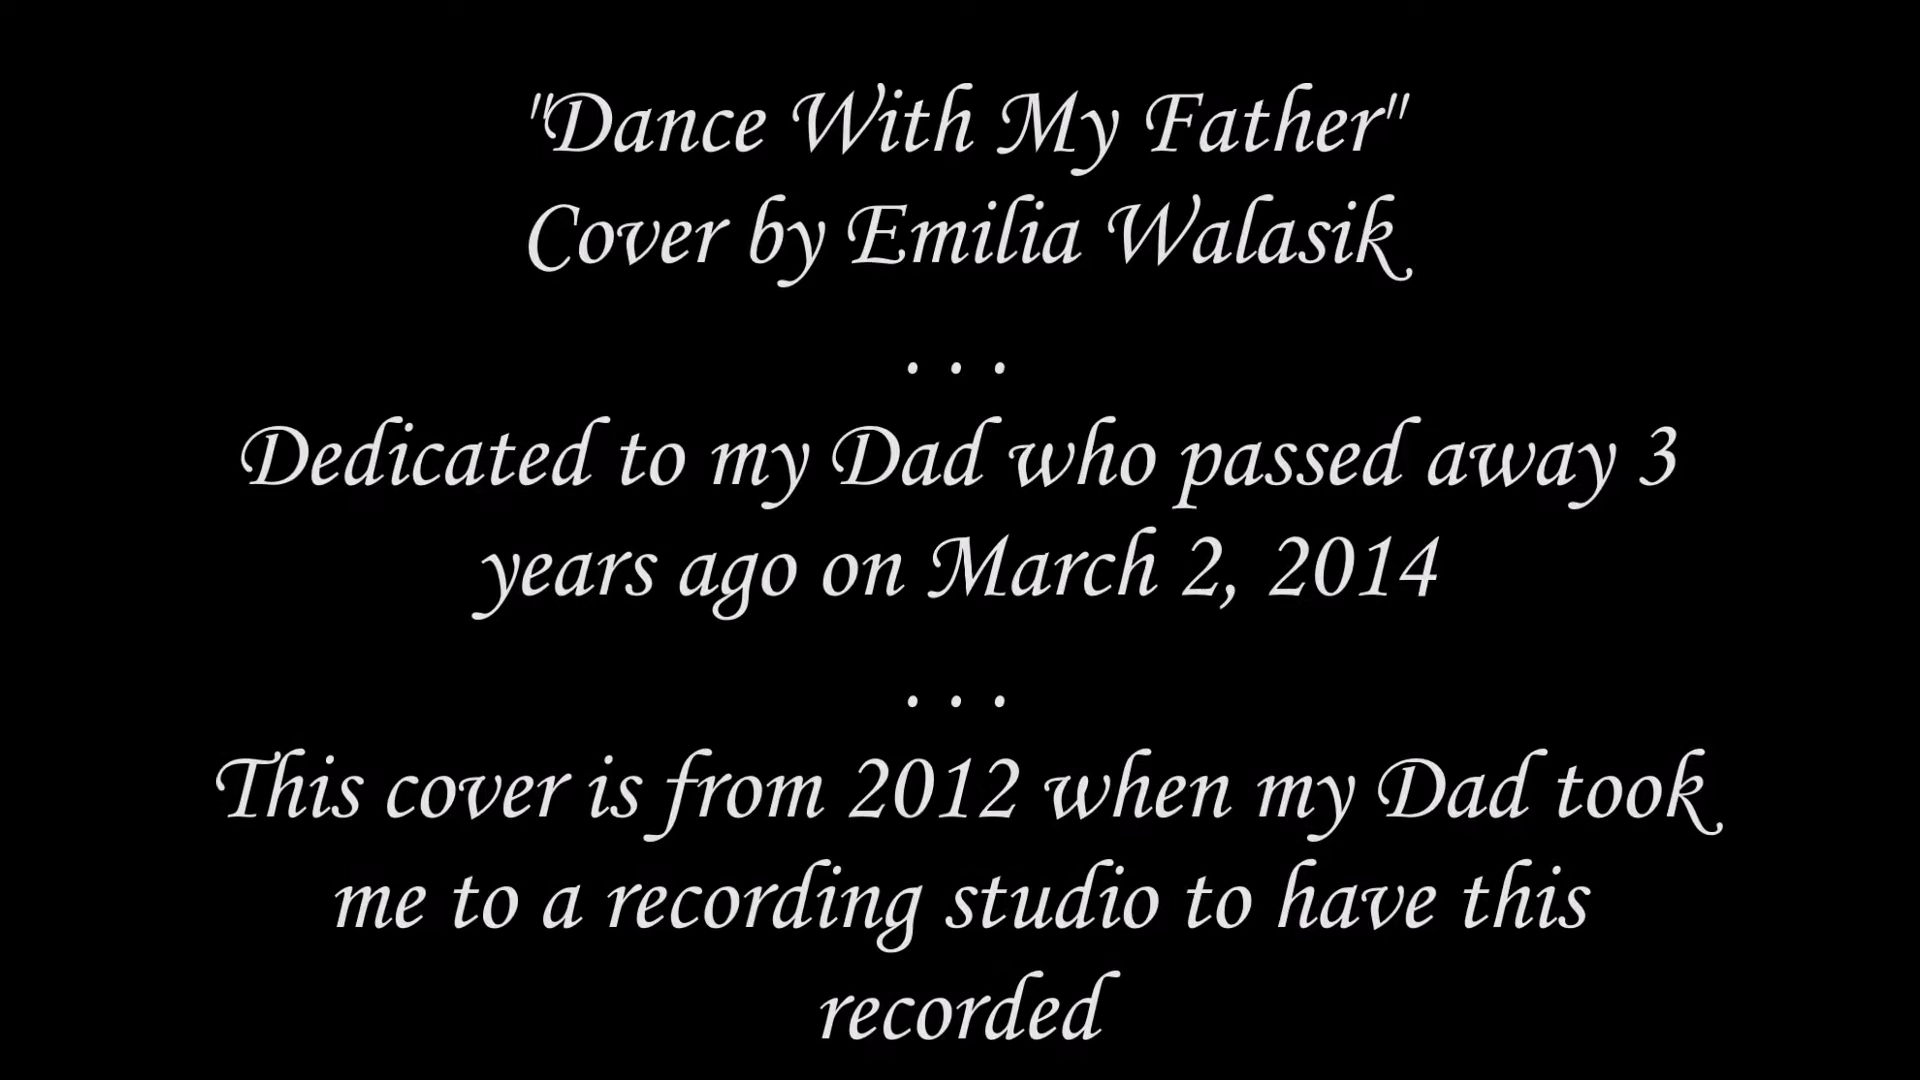 "Dance With My Father"
Cover by Emilia Walasik
. . .
Dedicated to my Dad who passed away 3
years ago on March 2, 2014
. . .
This cover is from 2012 when my Dad took
me to a recording studio to have this
recorded